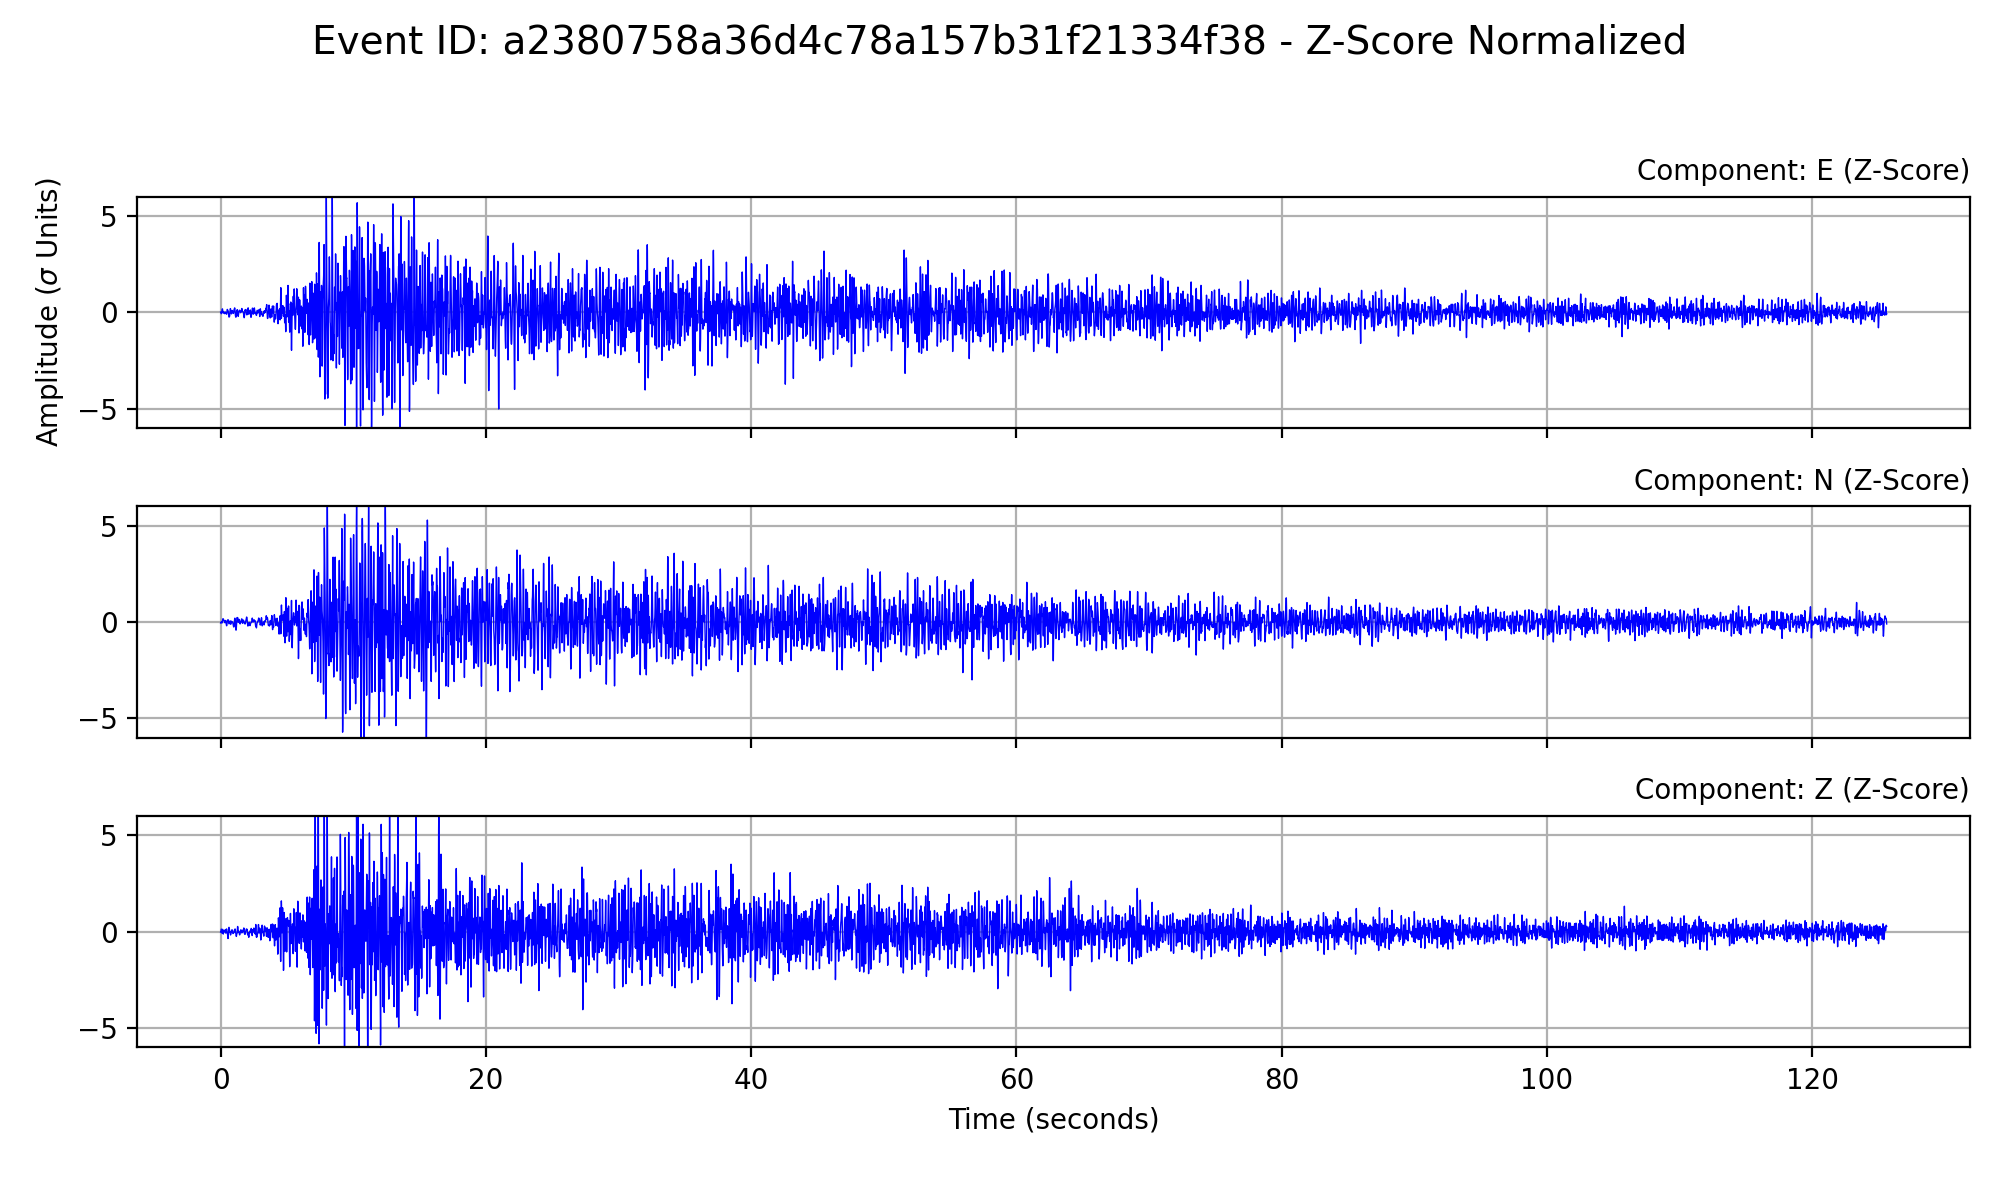 Event ID: a2380758a36d4c78a157b31f21334f38 - Z-Score Normalized
Component: E (Z-Score)
Amplitude (σ Units)
5
0
−5
Component: N (Z-Score)
5
0
−5
Component: Z (Z-Score)
5
0
−5
0 20 40 60 80 100 120
Time (seconds)